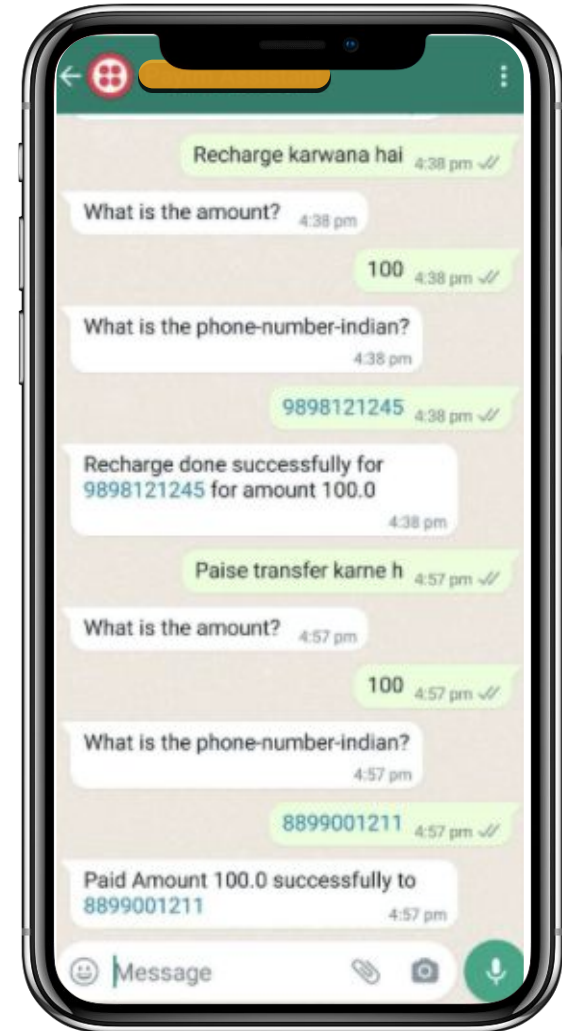 Recharge karwana hai 4:38 pm
What is the amount? 4:38 pm
100 4:38 pm
What is the phone-number-indian?
4:38 pm
9898121245 4:38 pm
Recharge done successfully for
9898121245 for amount 100.0
4:38 pm
Paise transfer karne h 4:57 pm
What is the amount? 4:57 pm
100 4:57 pm
What is the phone-number-indian?
4:57 pm
8899001211 4:57 pm
Paid Amount 100.0 successfully to
8899001211 4:57 pm
Message